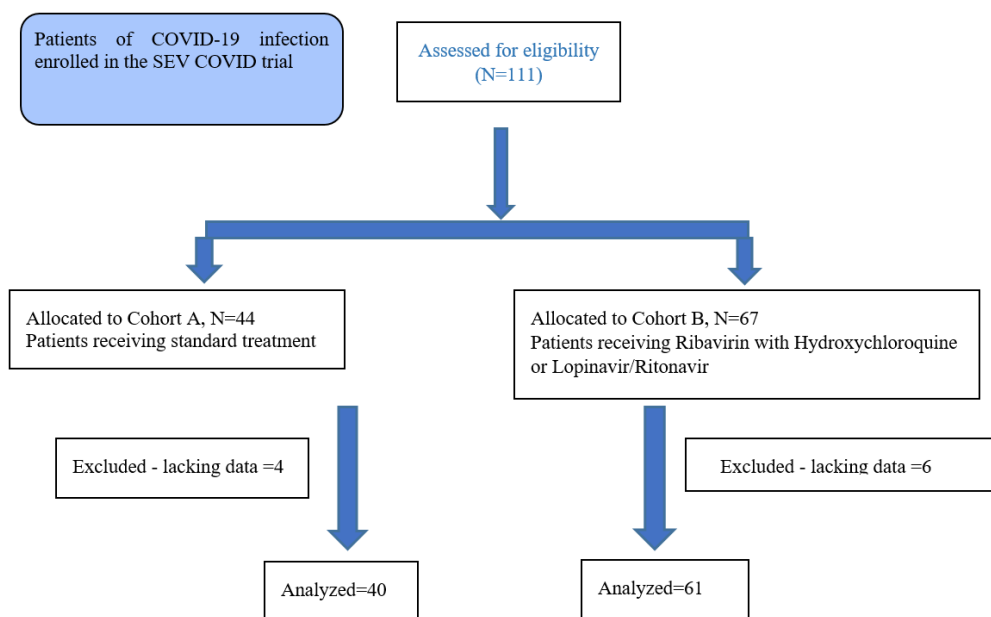 Patients of COVID-19 infection
enrolled in the SEV COVID trial
Assessed for eligibility
(N=111)
Allocated to Cohort A, N=44
Patients receiving standard treatment
Allocated to Cohort B, N=67
Patients receiving Ribavirin with Hydroxychloroquine
or Lopinavir/Ritonavir
Excluded - lacking data =4
Excluded - lacking data =6
Analyzed=40
Analyzed=61